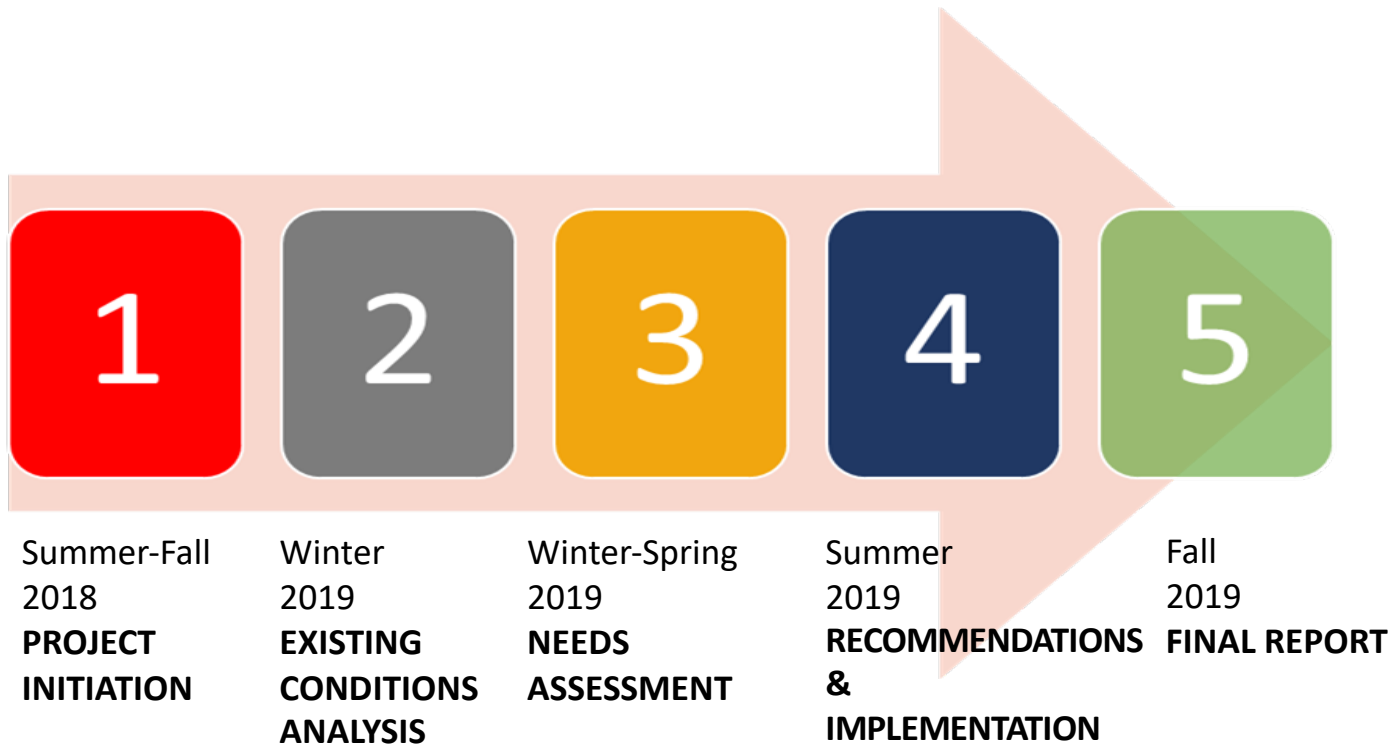 1
2
3
4
5
Summer-Fall
2018
PROJECT
INITIATION
Winter
2019
EXISTING
CONDITIONS
ANALYSIS
Winter-Spring
2019
NEEDS
ASSESSMENT
Summer
2019
RECOMMENDATIONS
&
IMPLEMENTATION
Fall
2019
FINAL REPORT